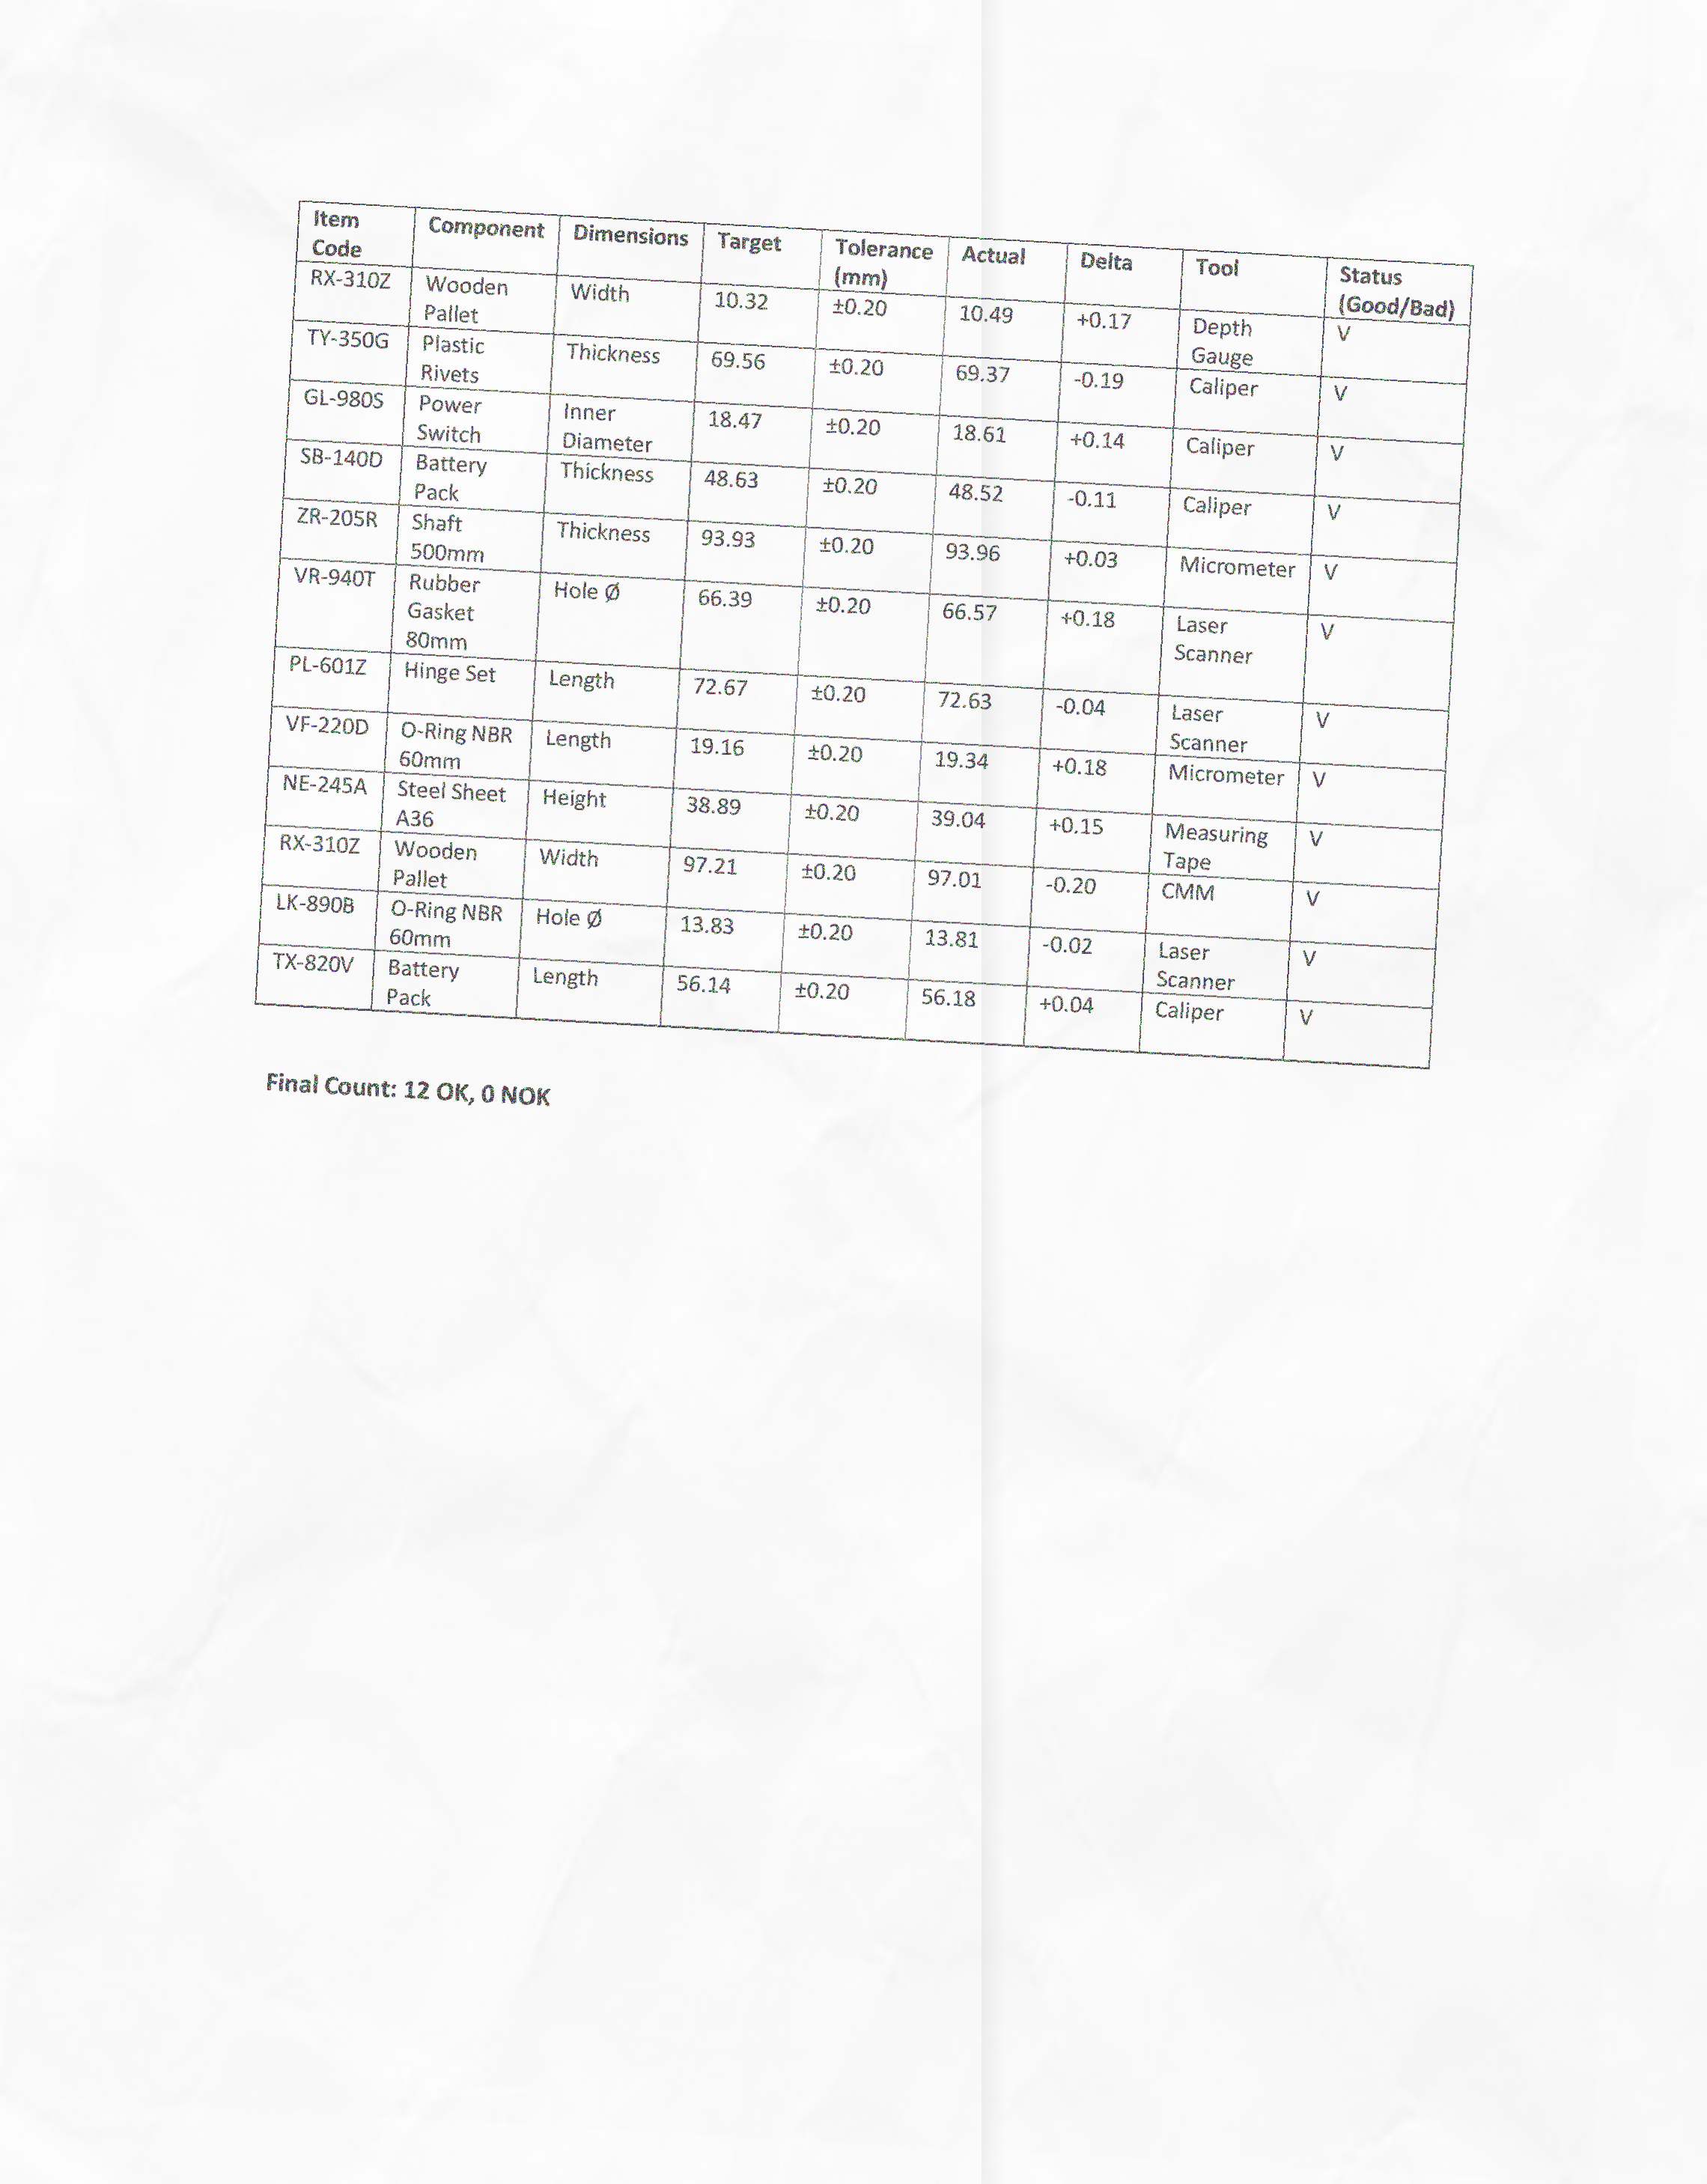 Item Code | Component | Dimensions | Target | Tolerance (mm) | Actual | Delta | Tool | Status (Good/Bad)
RX-310Z | Wooden Pallet | Width | 10.32 | ±0.20 | 10.49 | +0.17 | Depth Gauge | V
TY-350G | Plastic Rivets | Thickness | 69.56 | ±0.20 | 69.37 | -0.19 | Caliper | V
GL-980S | Power Switch | Inner Diameter | 18.47 | ±0.20 | 18.61 | +0.14 | Caliper | V
SB-140D | Battery Pack | Thickness | 48.63 | ±0.20 | 48.52 | -0.11 | Caliper | V
ZR-205R | Shaft 500mm | Thickness | 93.93 | ±0.20 | 93.96 | +0.03 | Micrometer | V
VR-940T | Rubber Gasket 80mm | Hole Ø | 66.39 | ±0.20 | 66.57 | +0.18 | Laser Scanner | V
PL-601Z | Hinge Set | Length | 72.67 | ±0.20 | 72.63 | -0.04 | Laser Scanner | V
VF-220D | O-Ring NBR 60mm | Length | 19.16 | ±0.20 | 19.34 | +0.18 | Micrometer | V
NE-245A | Steel Sheet A36 | Height | 38.89 | ±0.20 | 39.04 | +0.15 | Measuring Tape | V
RX-310Z | Wooden Pallet | Width | 97.21 | ±0.20 | 97.01 | -0.20 | CMM | V
LK-890B | O-Ring NBR 60mm | Hole Ø | 13.83 | ±0.20 | 13.81 | -0.02 | Laser Scanner | V
TX-820V | Battery Pack | Length | 56.14 | ±0.20 | 56.18 | +0.04 | Caliper | V
Final Count: 12 OK, 0 NOK